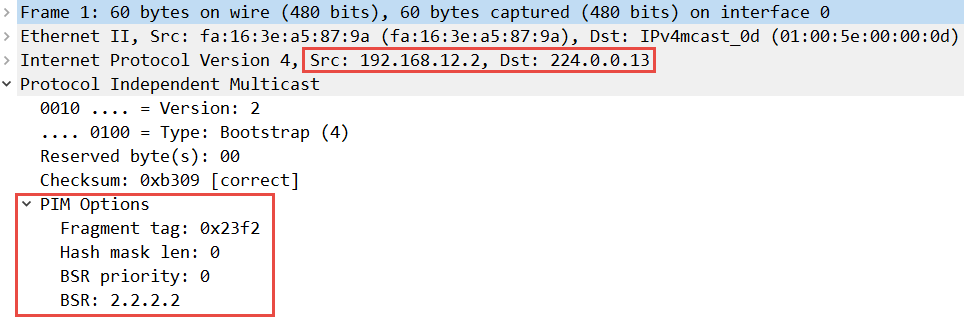 Frame 1: 60 bytes on wire (480 bits), 60 bytes captured (480 bits) on interface 0
Ethernet II, Src: fa:16:3e:a5:87:9a (fa:16:3e:a5:87:9a), Dst: IPv4mcast_0d (01:00:5e:00:00:0d)
Internet Protocol Version 4, Src: 192.168.12.2, Dst: 224.0.0.13
Protocol Independent Multicast
0010 .... = Version: 2
.... 0100 = Type: Bootstrap (4)
Reserved byte(s): 00
Checksum: 0xb309 [correct]
PIM Options
Fragment tag: 0x23f2
Hash mask len: 0
BSR priority: 0
BSR: 2.2.2.2